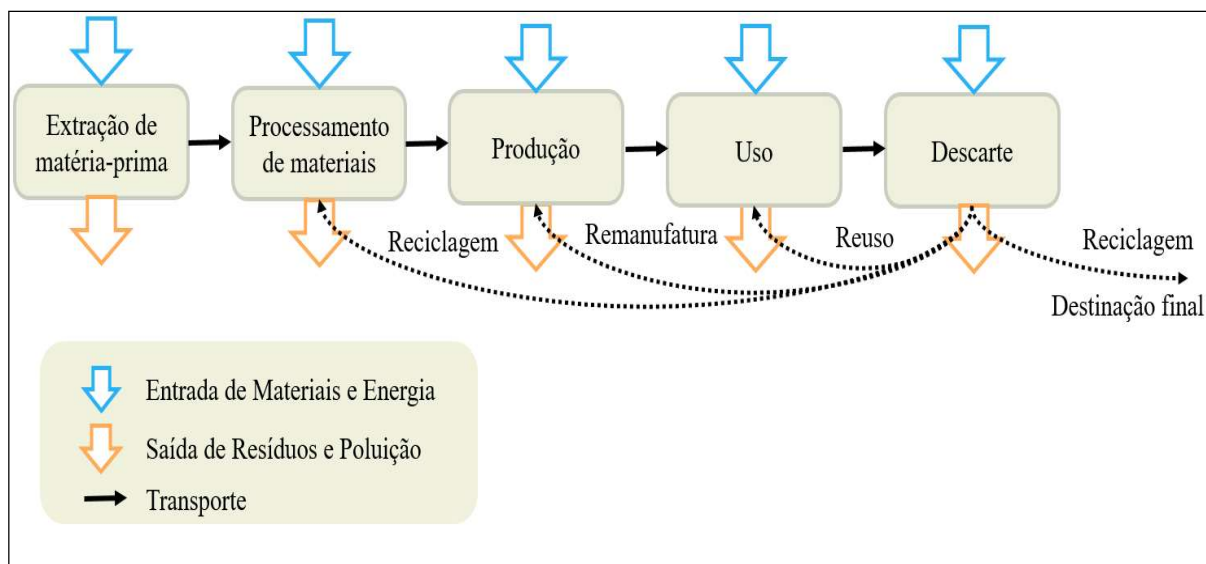 Extração de
matéria-prima
Processamento
de materiais
Produção
Uso
Descarte
Reciclagem
Remanufatura
Reuso
Reciclagem
Destinação final
Entrada de Materiais e Energia
Saída de Resíduos e Poluição
Transporte